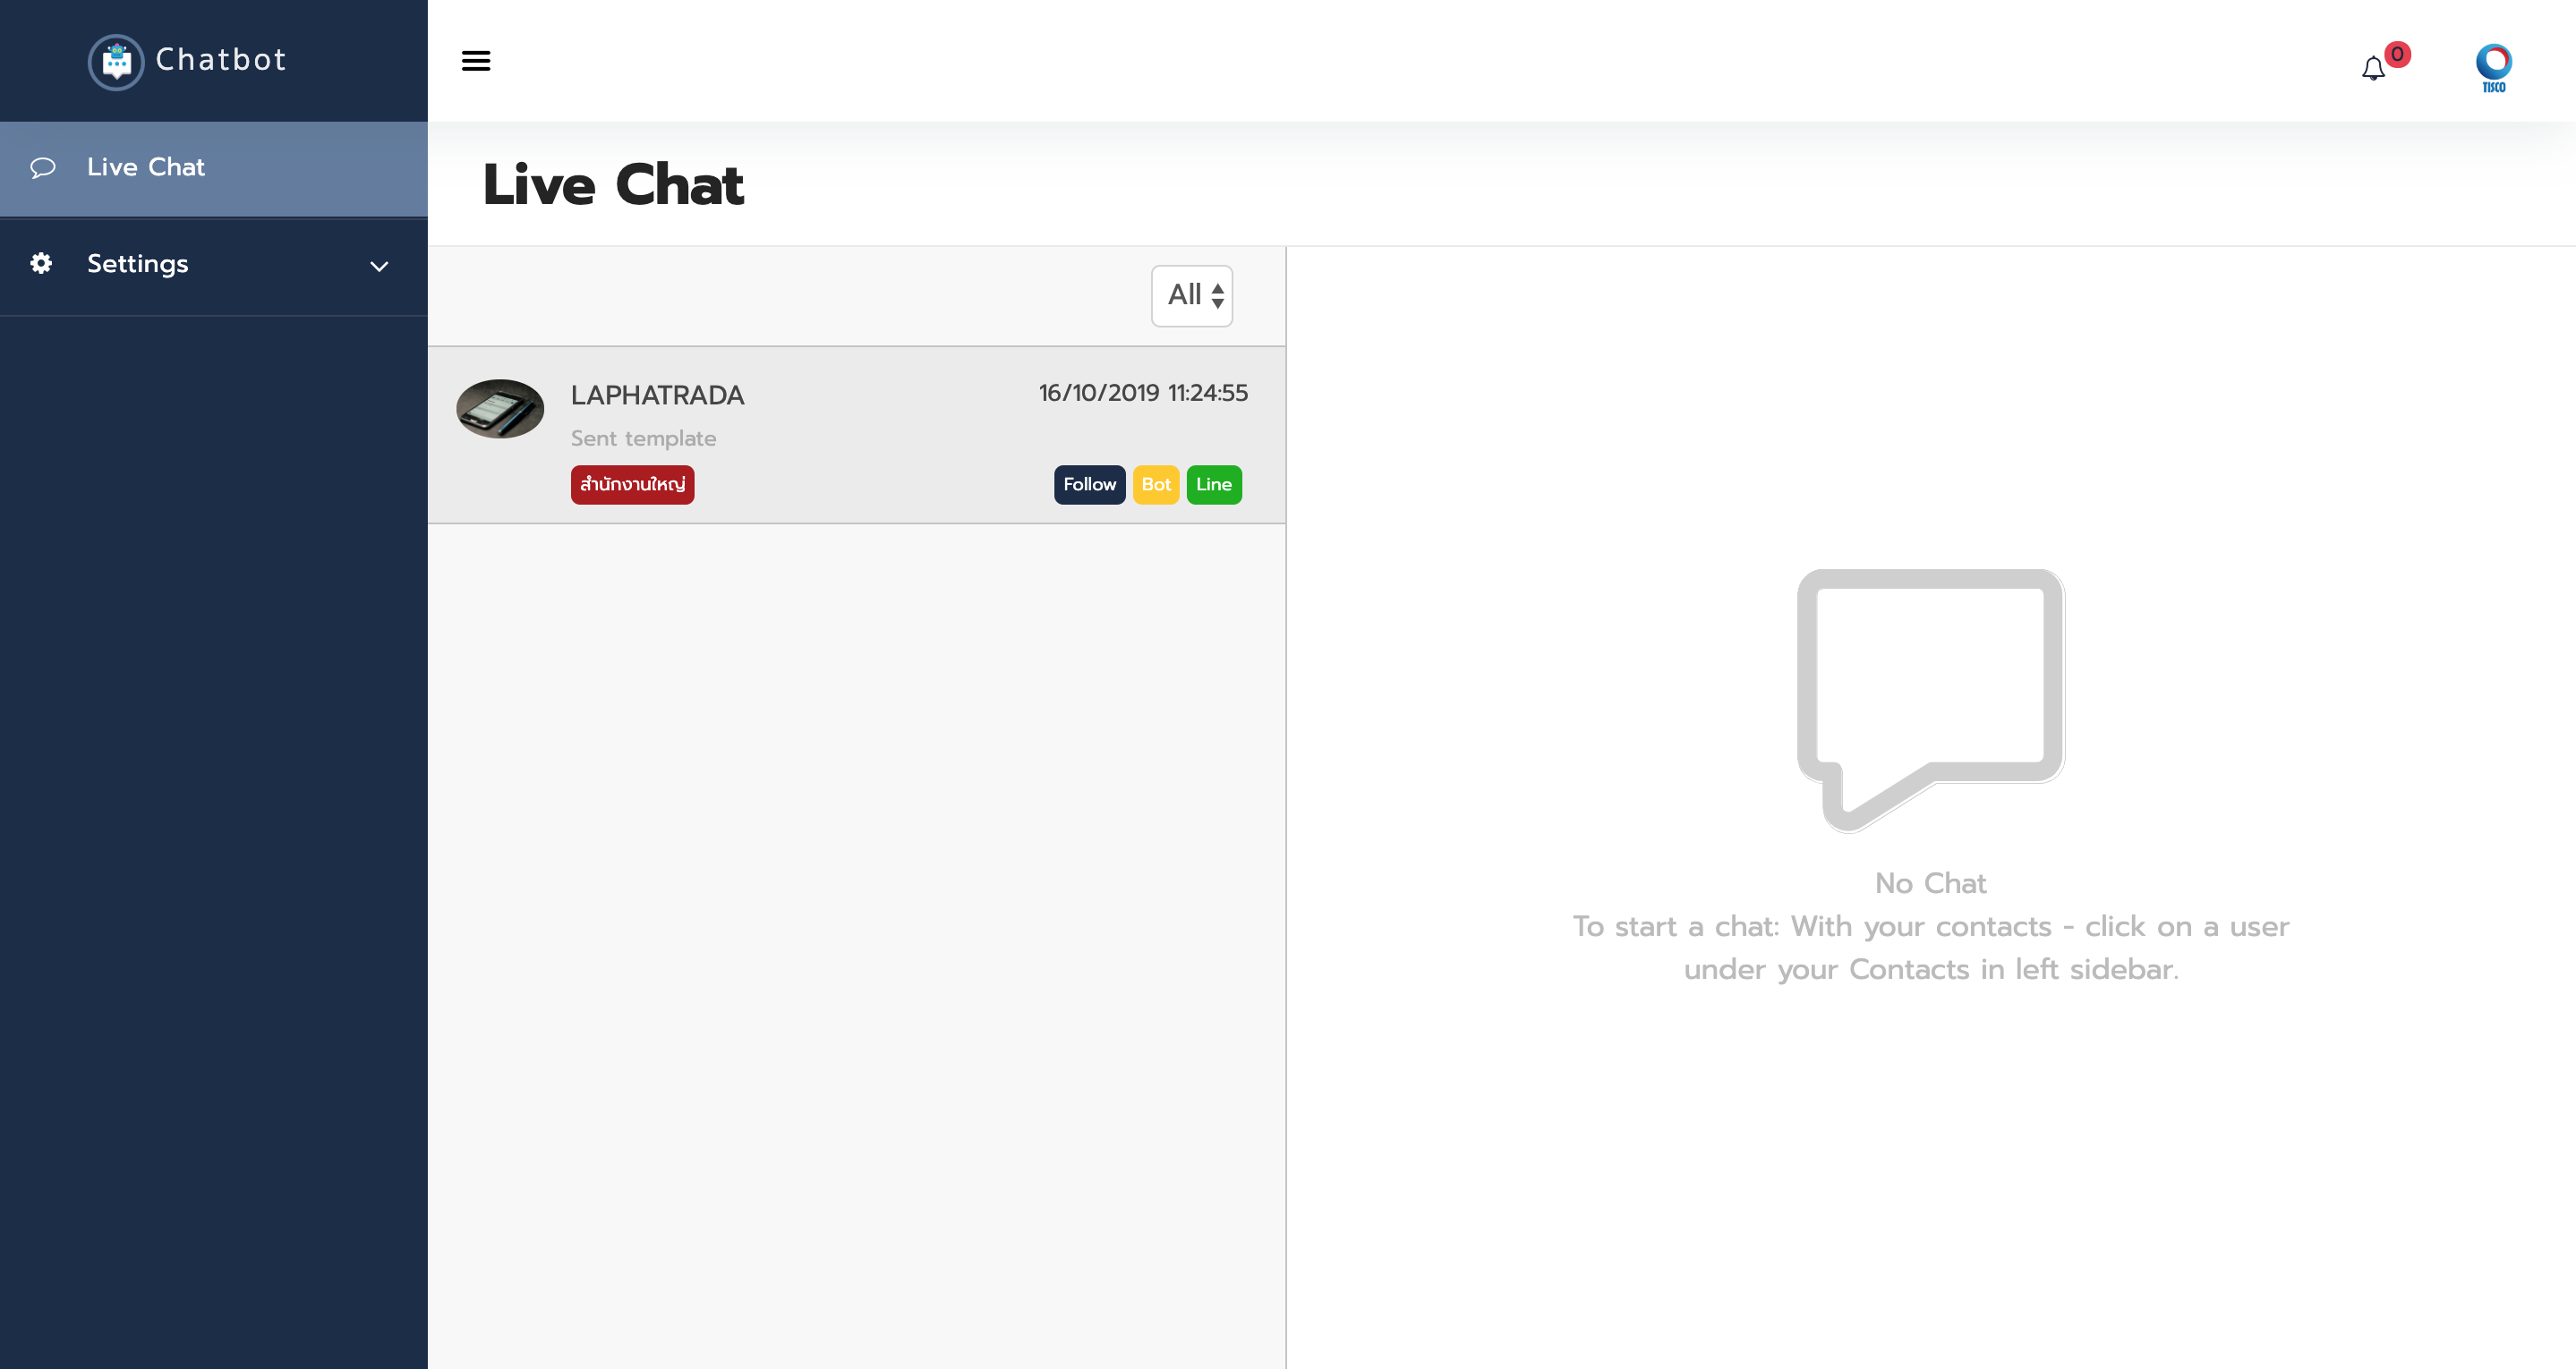 Chatbot
0
TISCO
Live Chat
Settings
Live Chat
All
LAPHATRADA
16/10/2019 11:24:55
Sent template
สำนักงานใหญ่
Follow Bot Line
No Chat
To start a chat: With your contacts - click on a user
under your Contacts in left sidebar.